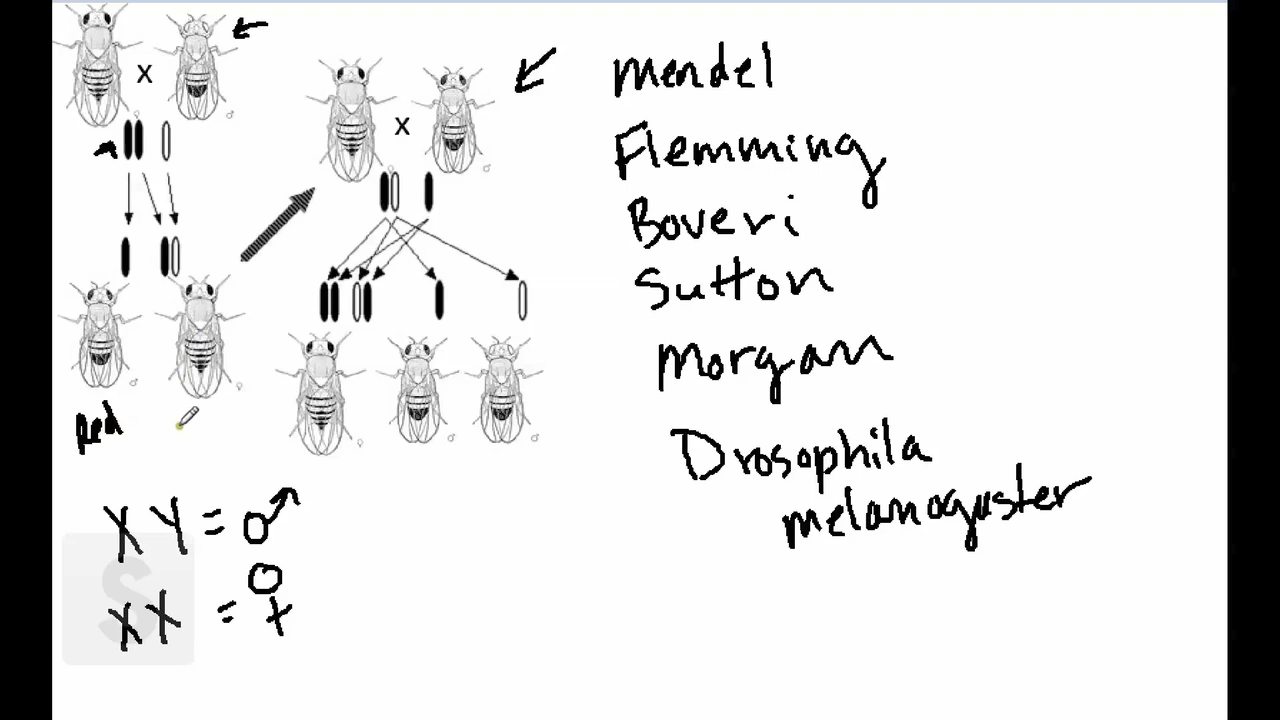 X
X
Red
XY = ♂
XX = ♀
S
Mendel
Flemming
Boveri
Sutton
Morgan
Drosophila
melanogaster